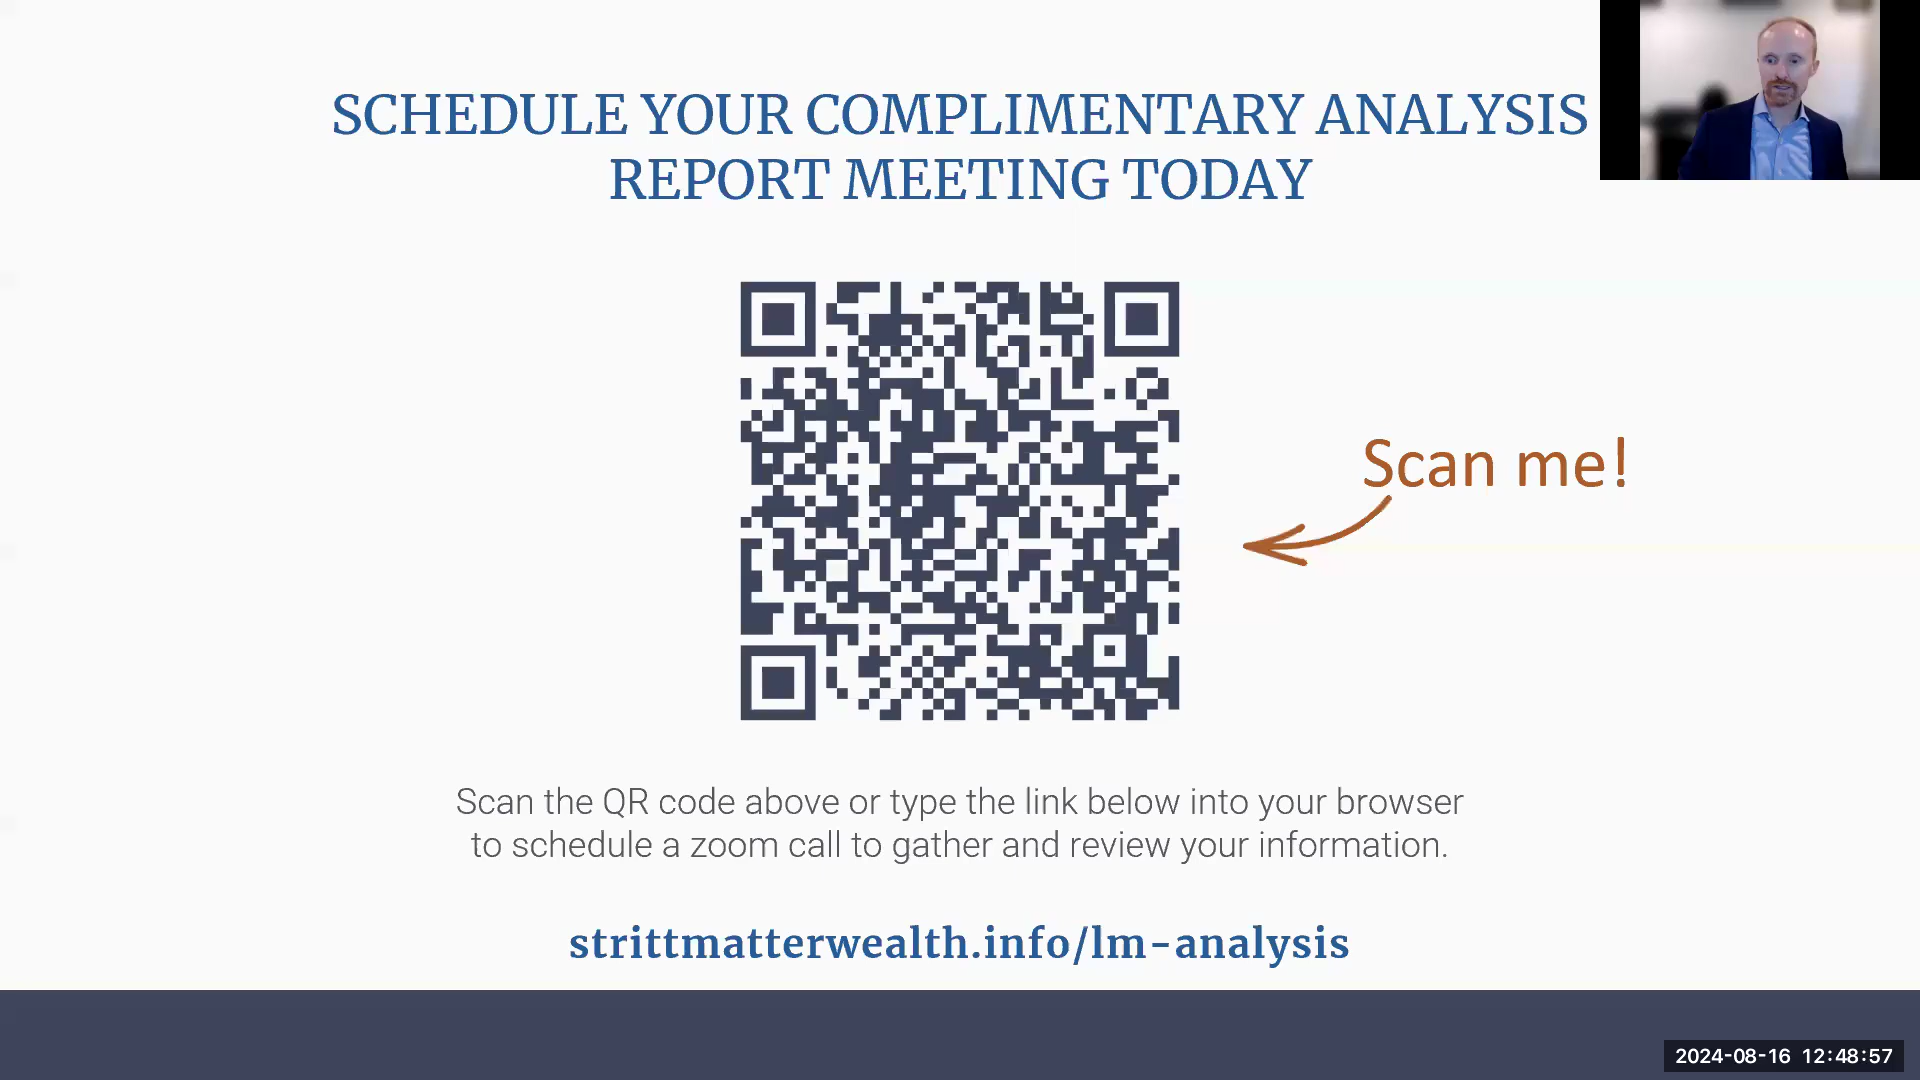 SCHEDULE YOUR COMPLIMENTARY ANALYSIS
REPORT MEETING TODAY
Scan me!
Scan the QR code above or type the link below into your browser
to schedule a zoom call to gather and review your information.
strittmatterwealth.info/lm-analysis
2024-08-16 12:48:57